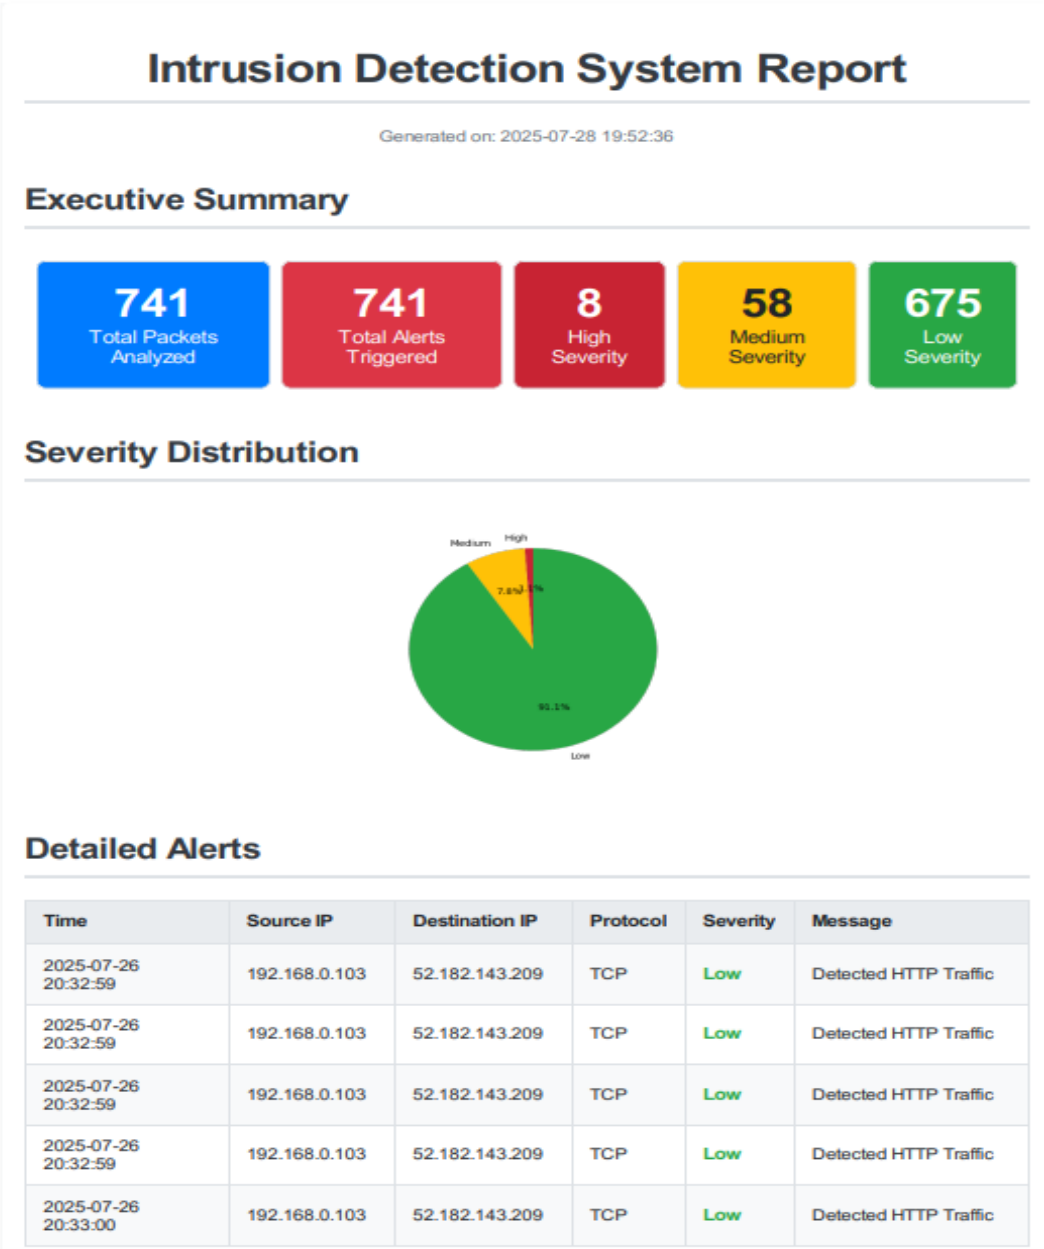 Intrusion Detection System Report
Generated on: 2025-07-28 19:52:36
Executive Summary
741
Total Packets
Analyzed
741
Total Alerts
Triggered
8
High
Severity
58
Medium
Severity
675
Low
Severity
Severity Distribution
Medium
High
7.8%
1.1%
91.1%
Low
Detailed Alerts
Time Source IP Destination IP Protocol Severity Message
2025-07-26
20:32:59
192.168.0.103 52.182.143.209 TCP Low Detected HTTP Traffic
2025-07-26
20:32:59
192.168.0.103 52.182.143.209 TCP Low Detected HTTP Traffic
2025-07-26
20:32:59
192.168.0.103 52.182.143.209 TCP Low Detected HTTP Traffic
2025-07-26
20:32:59
192.168.0.103 52.182.143.209 TCP Low Detected HTTP Traffic
2025-07-26
20:33:00
192.168.0.103 52.182.143.209 TCP Low Detected HTTP Traffic